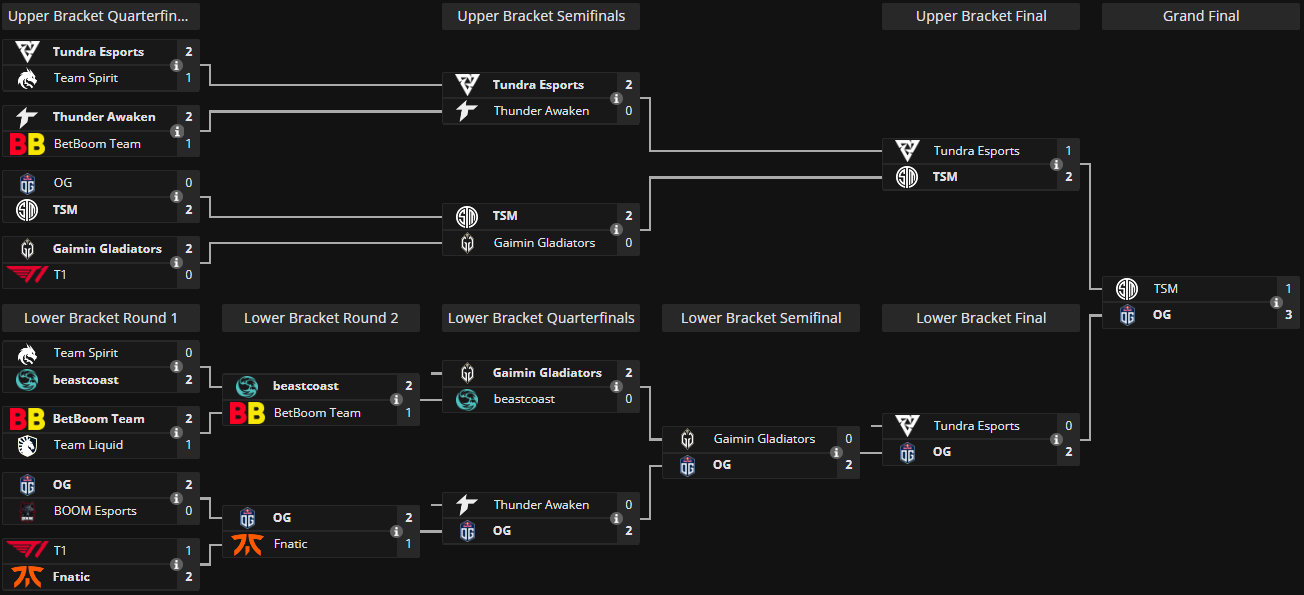 Upper Bracket Quarterfin...
Tundra Esports 2
Team Spirit 1
Thunder Awaken 2
BetBoom Team 1
OG 0
TSM 2
Gaimin Gladiators 2
T1 0
Upper Bracket Semifinals
Tundra Esports 2
Thunder Awaken 0
TSM 2
Gaimin Gladiators 0
Upper Bracket Final
Tundra Esports 1
TSM 2
Grand Final
TSM 1
OG 3
Lower Bracket Round 1
Team Spirit 0
beastcoast 2
BetBoom Team 2
Team Liquid 1
OG 2
BOOM Esports 0
T1 1
Fnatic 2
Lower Bracket Round 2
beastcoast 2
BetBoom Team 1
OG 2
Fnatic 1
Lower Bracket Quarterfinals
Gaimin Gladiators 2
beastcoast 0
Thunder Awaken 0
OG 2
Lower Bracket Semifinal
Gaimin Gladiators 0
OG 2
Lower Bracket Final
Tundra Esports 0
OG 2